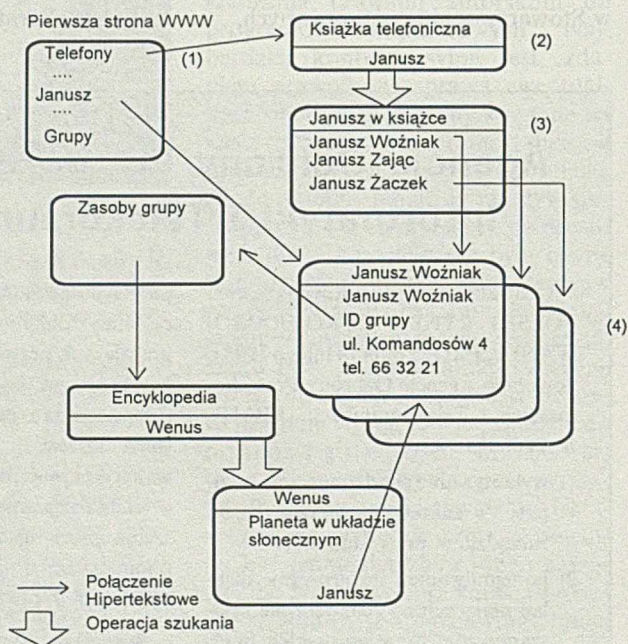 Pierwsza strona WWW
Telefony
....
Janusz
....
Grupy
(1)
Książka telefoniczna
Janusz
(2)
Janusz w książce
Janusz Woźniak
Janusz Zając
Janusz Żaczek
(3)
Zasoby grupy
Janusz Woźniak
Janusz Woźniak
ID grupy
ul. Komandosów 4
tel. 66 32 21
(4)
Encyklopedia
Wenus
Wenus
Planeta w układzie
słonecznym
Janusz
Połączenie
Hipertekstowe
Operacja szukania